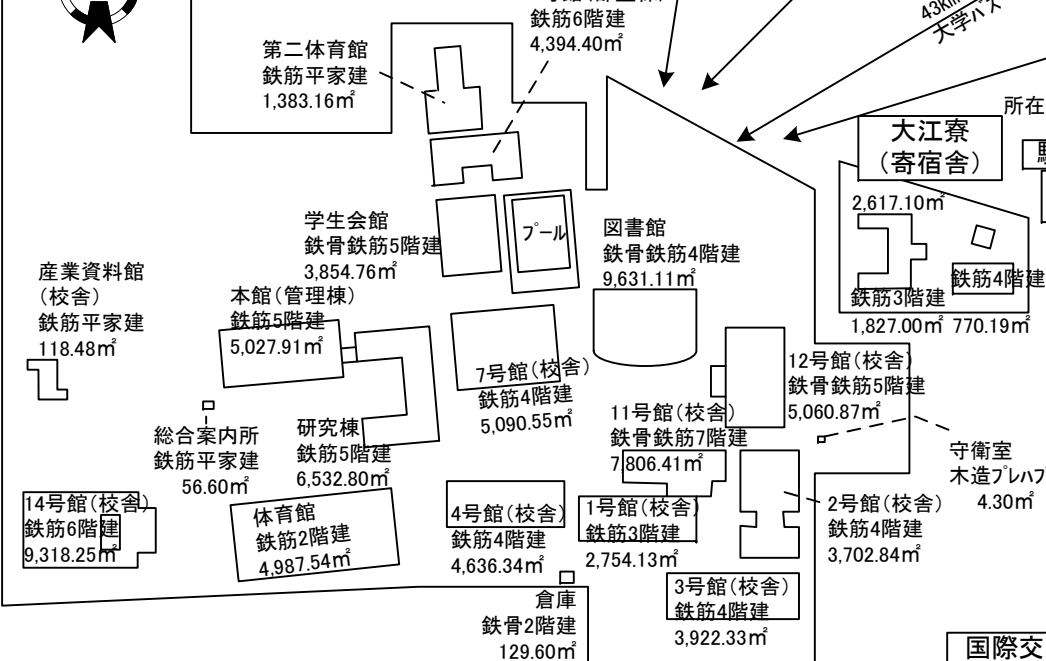 鉄筋6階建
4,394.40㎡
43km
大学バス
第二体育館
鉄筋平家建
1,383.16㎡
所在
大江寮
（寄宿舎）
2,617.10㎡
鉄筋3階建
1,827.00㎡
鉄筋4階建
770.19㎡
学生会館
鉄骨鉄筋5階建
3,854.76㎡
プール
図書館
鉄骨鉄筋4階建
9,631.11㎡
産業資料館
（校舎）
鉄筋平家建
118.48㎡
本館（管理棟）
鉄筋5階建
5,027.91㎡
7号館（校舎）
鉄筋4階建
5,090.55㎡
12号館（校舎）
鉄骨鉄筋5階建
5,060.87㎡
11号館（校舎）
鉄骨鉄筋7階建
7,806.41㎡
総合案内所
鉄筋平家建
56.60㎡
研究棟
鉄筋5階建
6,532.80㎡
守衛室
木造プレハブ
4.30㎡
14号館（校舎）
鉄筋6階建
9,318.25㎡
体育館
鉄筋2階建
4,987.54㎡
4号館（校舎）
鉄筋4階建
4,636.34㎡
1号館（校舎）
鉄筋3階建
2,754.13㎡
2号館（校舎）
鉄筋4階建
3,702.84㎡
3号館（校舎）
鉄筋4階建
3,922.33㎡
倉庫
鉄骨2階建
129.60㎡
国際交